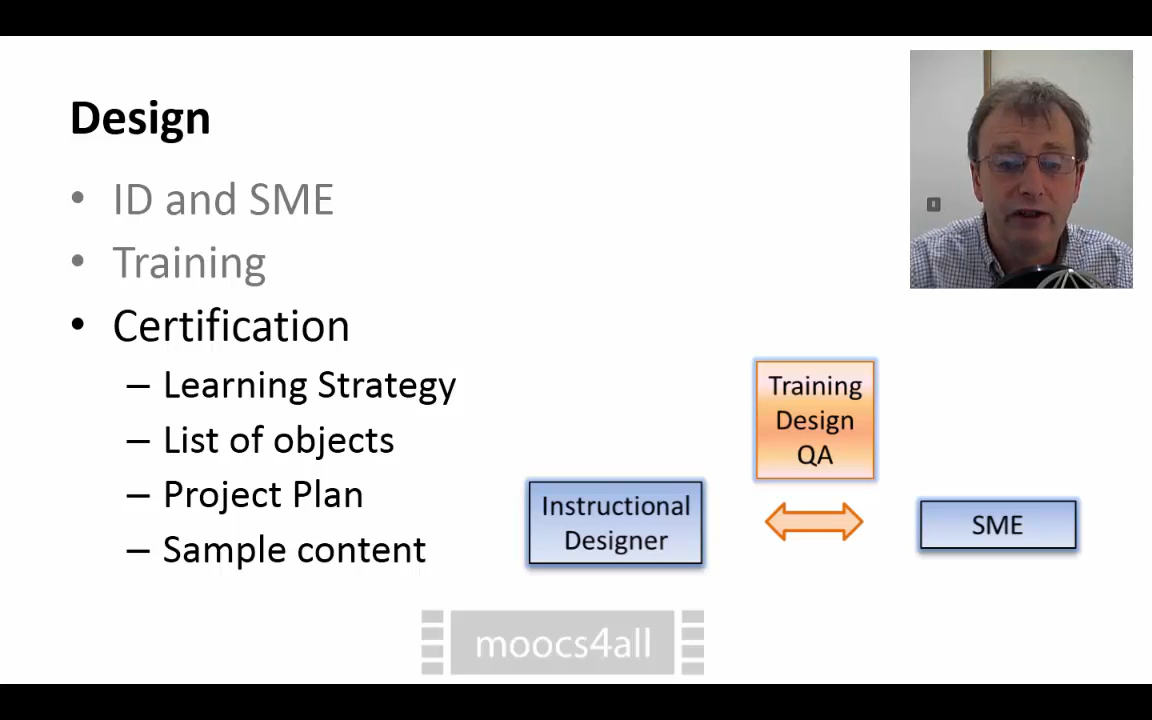 Design
• ID and SME
• Training
• Certification
– Learning Strategy
– List of objects
– Project Plan
– Sample content
Training
Design
QA
Instructional
Designer
SME
moocs4all